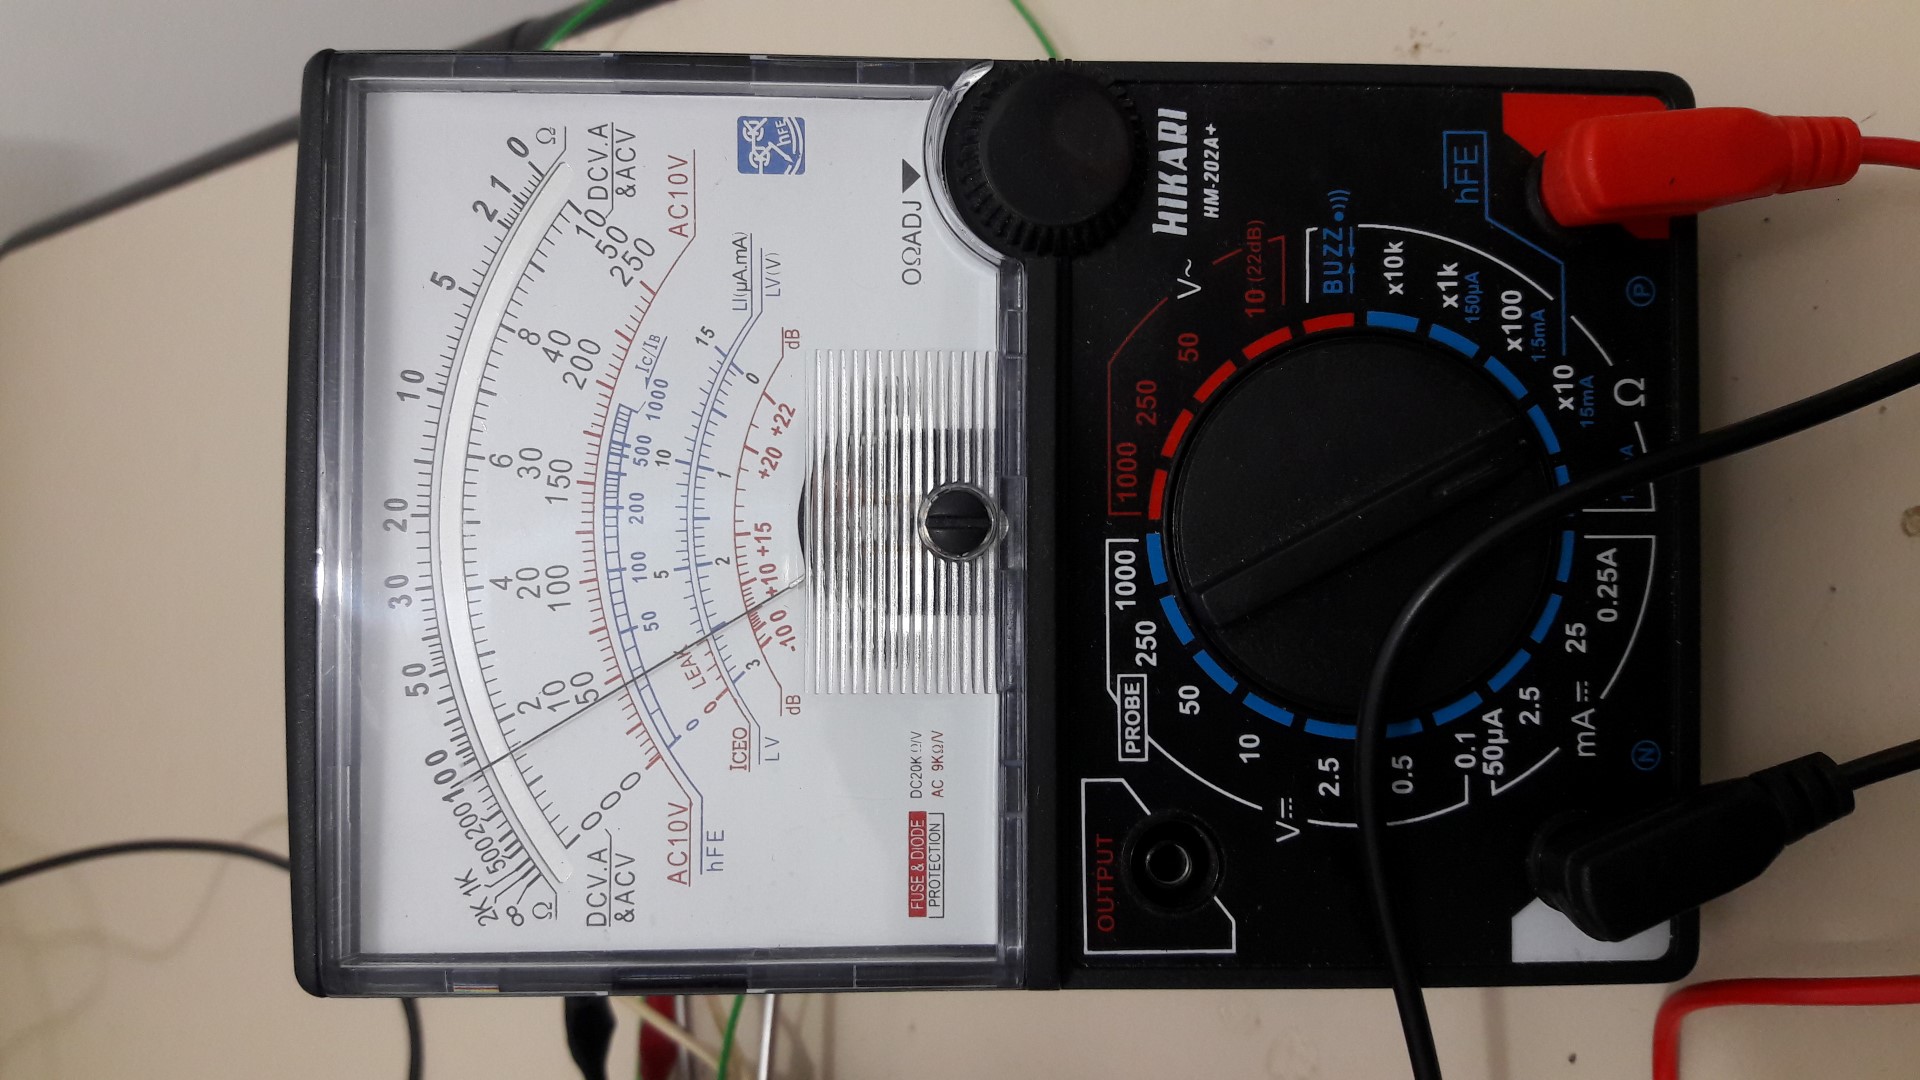 ∞ 2K 1K 500 200 100 50 30 20 10 5 2 1 0
Ω Ω
0 2 4 6 8 10
0 10 20 30 40 50
0 50 100 150 200 250
DCV.A
&ACV
DCV.A
&ACV
AC10V AC10V
hFE
0 50 100 200 500 1000 Ic/IB
ICEO 0 LEAK 5 10 15 LI(µA.mA)
LV 3 2 1 0 LV(V)
dB -10 0 +10 +15 +20 +22 dB
hFE
FUSE & DIODE
PROTECTION
DC20KΩ/V
AC 9KΩ/V
0ΩADJ
OUTPUT
PROBE
1000
250
50
10
V
2.5
0.5
0.1
50µA
2.5
25
0.25A
mA
1000
250
50
V~
10 (22dB)
HIKARI
HM-202A+
BUZZ
x10k
x1k
150µA
x100
1.5mA
x10
15mA
Ω
hFE
N
P